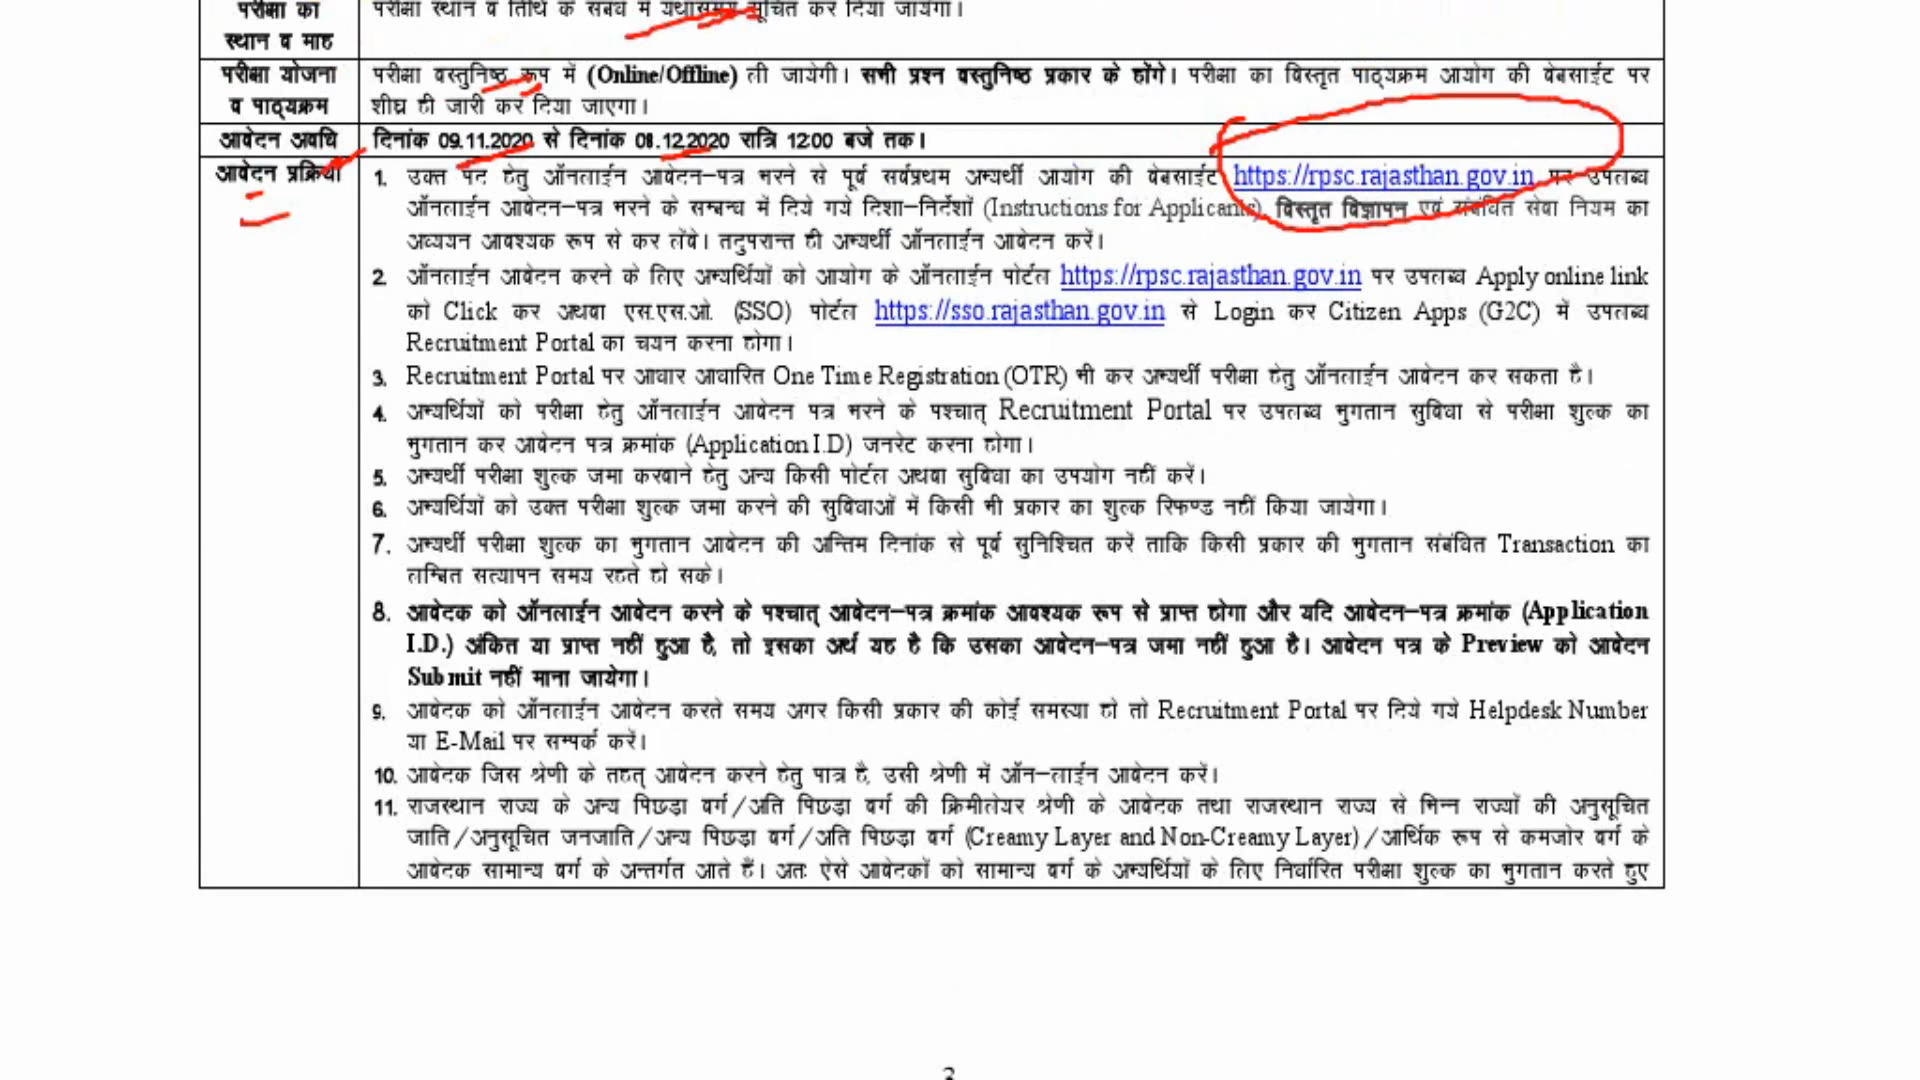 परीक्षा का
स्थान व माह
परीक्षा स्थान व तिथि के संबंध में यथासमय सूचित कर दिया जायेगा।
परीक्षा योजना
व पाठ्यक्रम
परीक्षा वस्तुनिष्ठ रूप में (Online/Offline) ली जायेगी। सभी प्रश्न वस्तुनिष्ठ प्रकार के होंगे। परीक्षा का विस्तृत पाठ्यक्रम आयोग की वेबसाईट पर
शीघ्र ही जारी कर दिया जाएगा।
आवेदन अवधि
दिनांक 09.11.2020 से दिनांक 08.12.2020 रात्रि 12:00 बजे तक।
आवेदन प्रक्रिया
1. उक्त पद हेतु ऑनलाईन आवेदन–पत्र भरने से पूर्व सर्वप्रथम अभ्यर्थी आयोग की वेबसाईट https://rpsc.rajasthan.gov.in पर उपलब्ध
ऑनलाईन आवेदन–पत्र भरने के सम्बन्ध में दिये गये दिशा–निर्देशों (Instructions for Applicants), विस्तृत विज्ञापन एवं संबंधित सेवा नियम का
अध्ययन आवश्यक रूप से कर लेंवे। तदुपरान्त ही अभ्यर्थी ऑनलाईन आवेदन करें।
2. ऑनलाईन आवेदन करने के लिए अभ्यर्थियों को आयोग के ऑनलाईन पोर्टल https://rpsc.rajasthan.gov.in पर उपलब्ध Apply online link
को Click कर अथवा एस.एस.ओ. (SSO) पोर्टल https://sso.rajasthan.gov.in से Login कर Citizen Apps (G2C) में उपलब्ध
Recruitment Portal का चयन करना होगा।
3. Recruitment Portal पर आधार आधारित One Time Registration (OTR) भी कर अभ्यर्थी परीक्षा हेतु ऑनलाईन आवेदन कर सकता है।
4. अभ्यर्थियों को परीक्षा हेतु ऑनलाईन आवेदन पत्र भरने के पश्चात् Recruitment Portal पर उपलब्ध भुगतान सुविधा से परीक्षा शुल्क का
भुगतान कर आवेदन पत्र क्रमांक (Application I.D) जनरेट करना होगा।
5. अभ्यर्थी परीक्षा शुल्क जमा करवाने हेतु अन्य किसी पोर्टल अथवा सुविधा का उपयोग नहीं करें।
6. अभ्यर्थियों को उक्त परीक्षा शुल्क जमा करने की सुविधाओं में किसी भी प्रकार का शुल्क रिफण्ड नहीं किया जायेगा।
7. अभ्यर्थी परीक्षा शुल्क का भुगतान आवेदन की अन्तिम दिनांक से पूर्व सुनिश्चित करें ताकि किसी प्रकार की भुगतान संबंधित Transaction का
लम्बित सत्यापन समय रहते हो सके।
8. आवेदक को ऑनलाईन आवेदन करने के पश्चात् आवेदन–पत्र क्रमांक आवश्यक रूप से प्राप्त होगा और यदि आवेदन–पत्र क्रमांक (Application
I.D.) अंकित या प्राप्त नहीं हुआ है, तो इसका अर्थ यह है कि उसका आवेदन–पत्र जमा नहीं हुआ है। आवेदन पत्र के Preview को आवेदन
Submit नहीं माना जायेगा।
9. आवेदक को ऑनलाईन आवेदन करते समय अगर किसी प्रकार की कोई समस्या हो तो Recruitment Portal पर दिये गये Helpdesk Number
या E-Mail पर सम्पर्क करें।
10. आवेदक जिस श्रेणी के तहत् आवेदन करने हेतु पात्र है, उसी श्रेणी में ऑन–लाईन आवेदन करें।
11. राजस्थान राज्य के अन्य पिछड़ा वर्ग/अति पिछड़ा वर्ग की क्रिमीलेयर श्रेणी के आवेदक तथा राजस्थान राज्य से भिन्न राज्यों की अनुसूचित
जाति/अनुसूचित जनजाति/अन्य पिछड़ा वर्ग/अति पिछड़ा वर्ग (Creamy Layer and Non-Creamy Layer)/आर्थिक रूप से कमजोर वर्ग के
आवेदक सामान्य वर्ग के अन्तर्गत आते हैं। अतः ऐसे आवेदकों को सामान्य वर्ग के अभ्यर्थियों के लिए निर्धारित परीक्षा शुल्क का भुगतान करते हुए